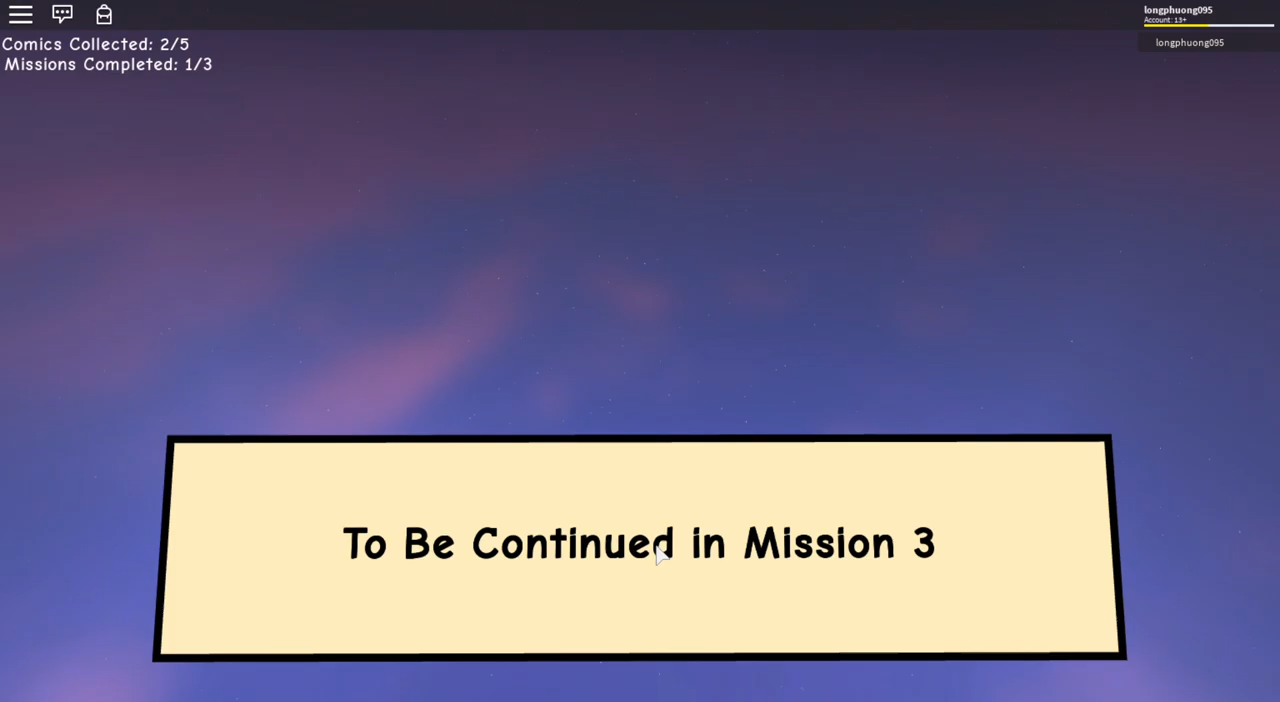 longphuong095
Account: 13+
longphuong095
Comics Collected: 2/5
Missions Completed: 1/3
To Be Continued in Mission 3